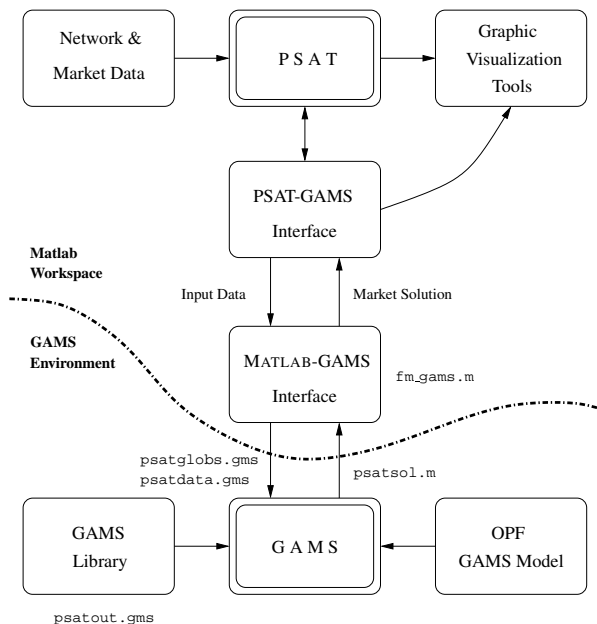 Network &
Market Data
P S A T
Graphic
Visualization
Tools
PSAT-GAMS
Interface
Matlab
Workspace
Input Data
Market Solution
GAMS
Environment
MATLAB-GAMS
Interface
fm_gams.m
psatglobs.gms
psatdata.gms
psatsol.m
GAMS
Library
G A M S
OPF
GAMS Model
psatout.gms